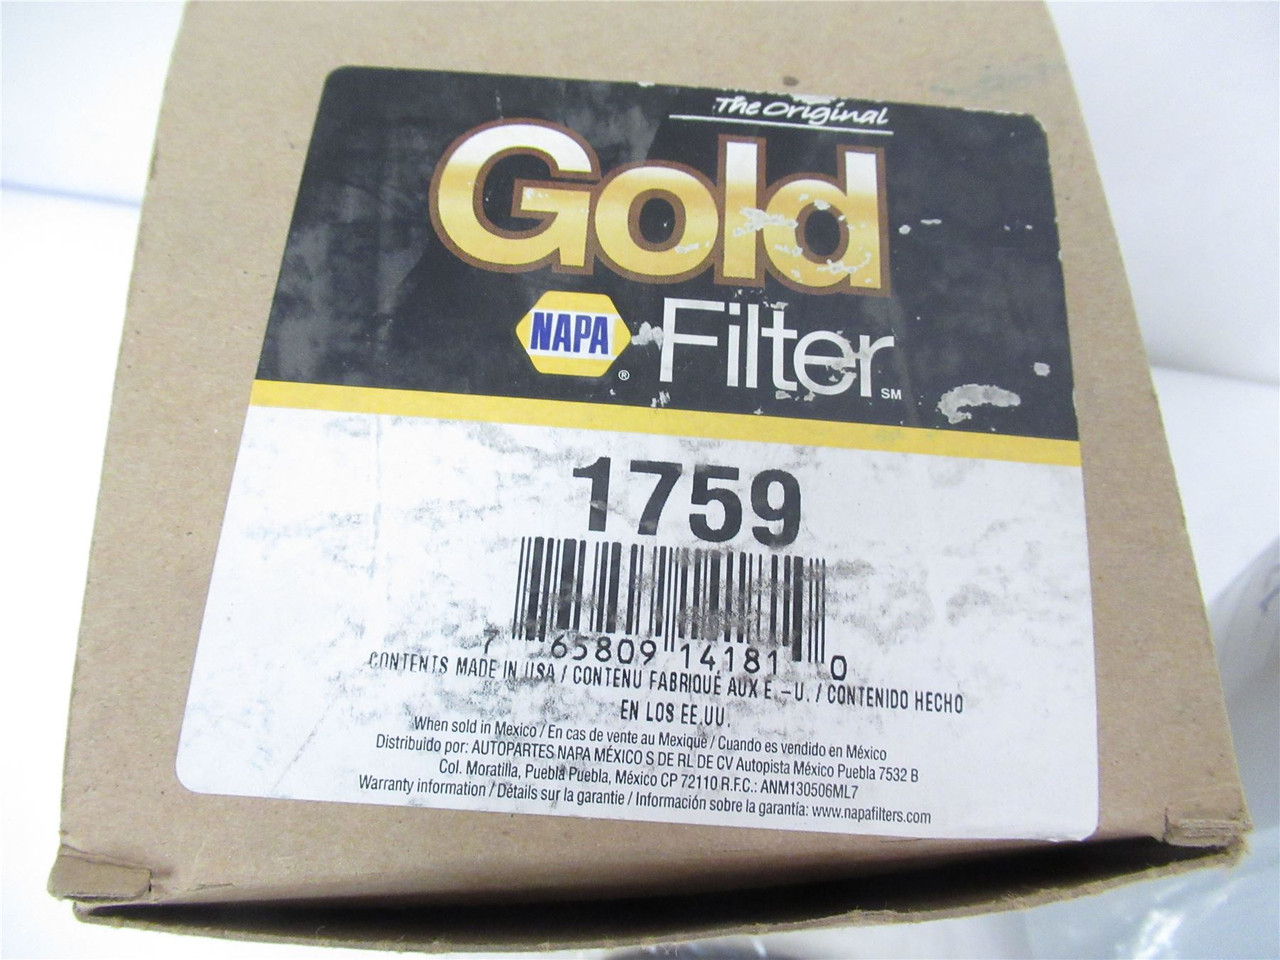 The Original
Gold
NAPA® Filter SM
1759
7 65809 14181 0
CONTENTS MADE IN USA / CONTENU FABRIQUÉ AUX E.-U. / CONTENIDO HECHO
EN LOS EE.UU.
When sold in Mexico / En cas de vente au Mexique / Cuando es vendido en México
Distribuido por: AUTOPARTES NAPA MÉXICO S DE RL DE CV Autopista México Puebla 7532 B
Col. Moratilla, Puebla Puebla, México CP 72110 R.F.C.: ANM130506ML7
Warranty information / Détails sur la garantie / Información sobre la garantía: www.napafilters.com